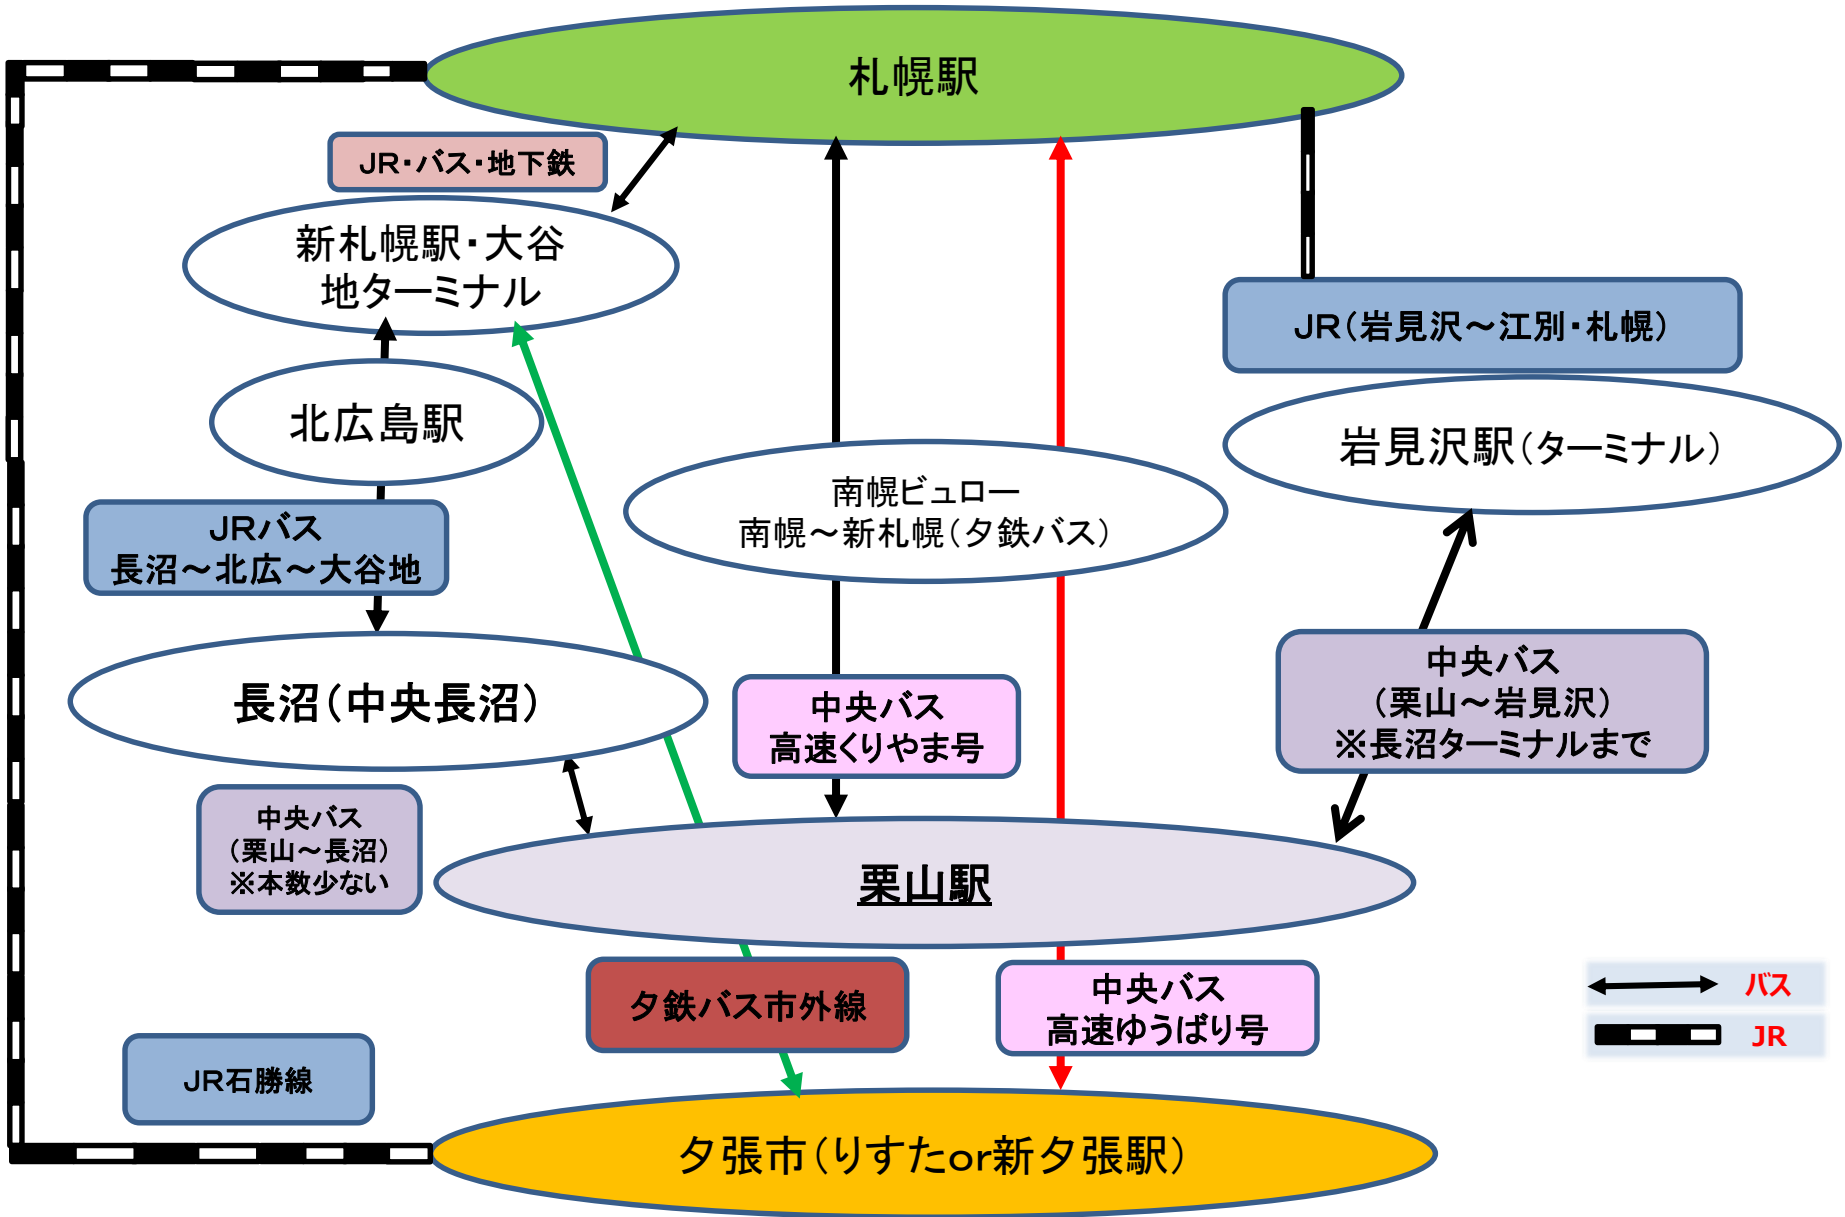 札幌駅
JR・バス・地下鉄
新札幌駅・大谷
地ターミナル
JR（岩見沢～江別・札幌）
北広島駅
岩見沢駅（ターミナル）
南幌ビュロー
南幌～新札幌（夕鉄バス）
JRバス
長沼～北広～大谷地
長沼（中央長沼）
中央バス
高速くりやま号
中央バス
（栗山～岩見沢）
※長沼ターミナルまで
中央バス
（栗山～長沼）
※本数少ない
栗山駅
夕鉄バス市外線
中央バス
高速ゆうばり号
バス
JR
JR石勝線
夕張市（りすたor新夕張駅）